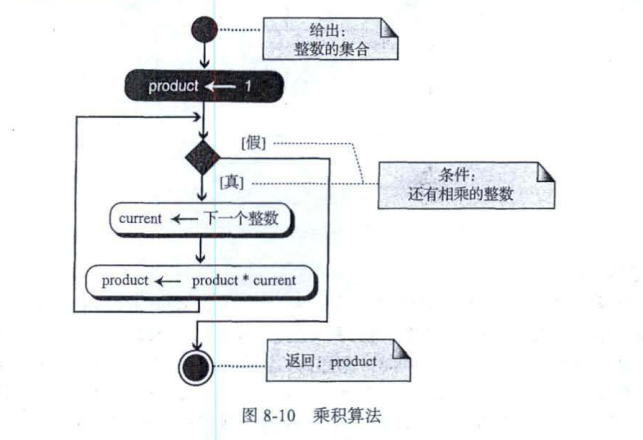 给出：
整数的集合
product ← 1
[假]
[真]
条件：
还有相乘的整数
current ← 下一个整数
product ← product * current
返回：product
图 8-10 乘积算法